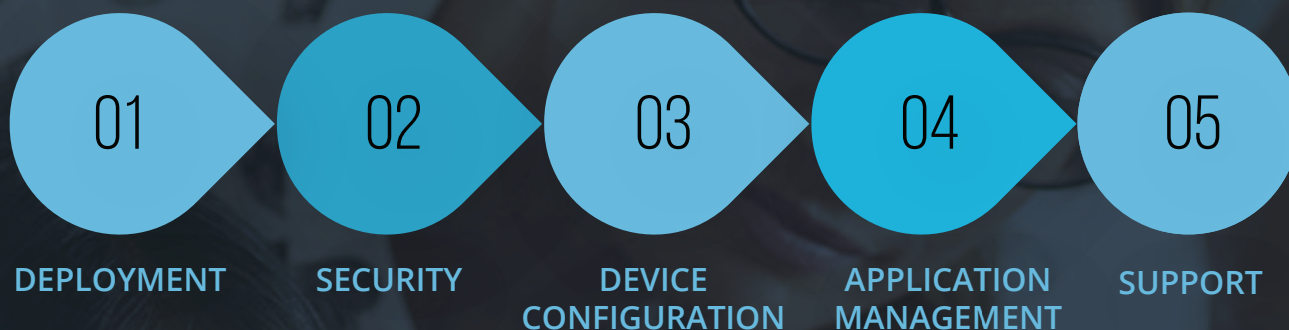 01
02
03
04
05
DEPLOYMENT
SECURITY
DEVICE
CONFIGURATION
APPLICATION
MANAGEMENT
SUPPORT